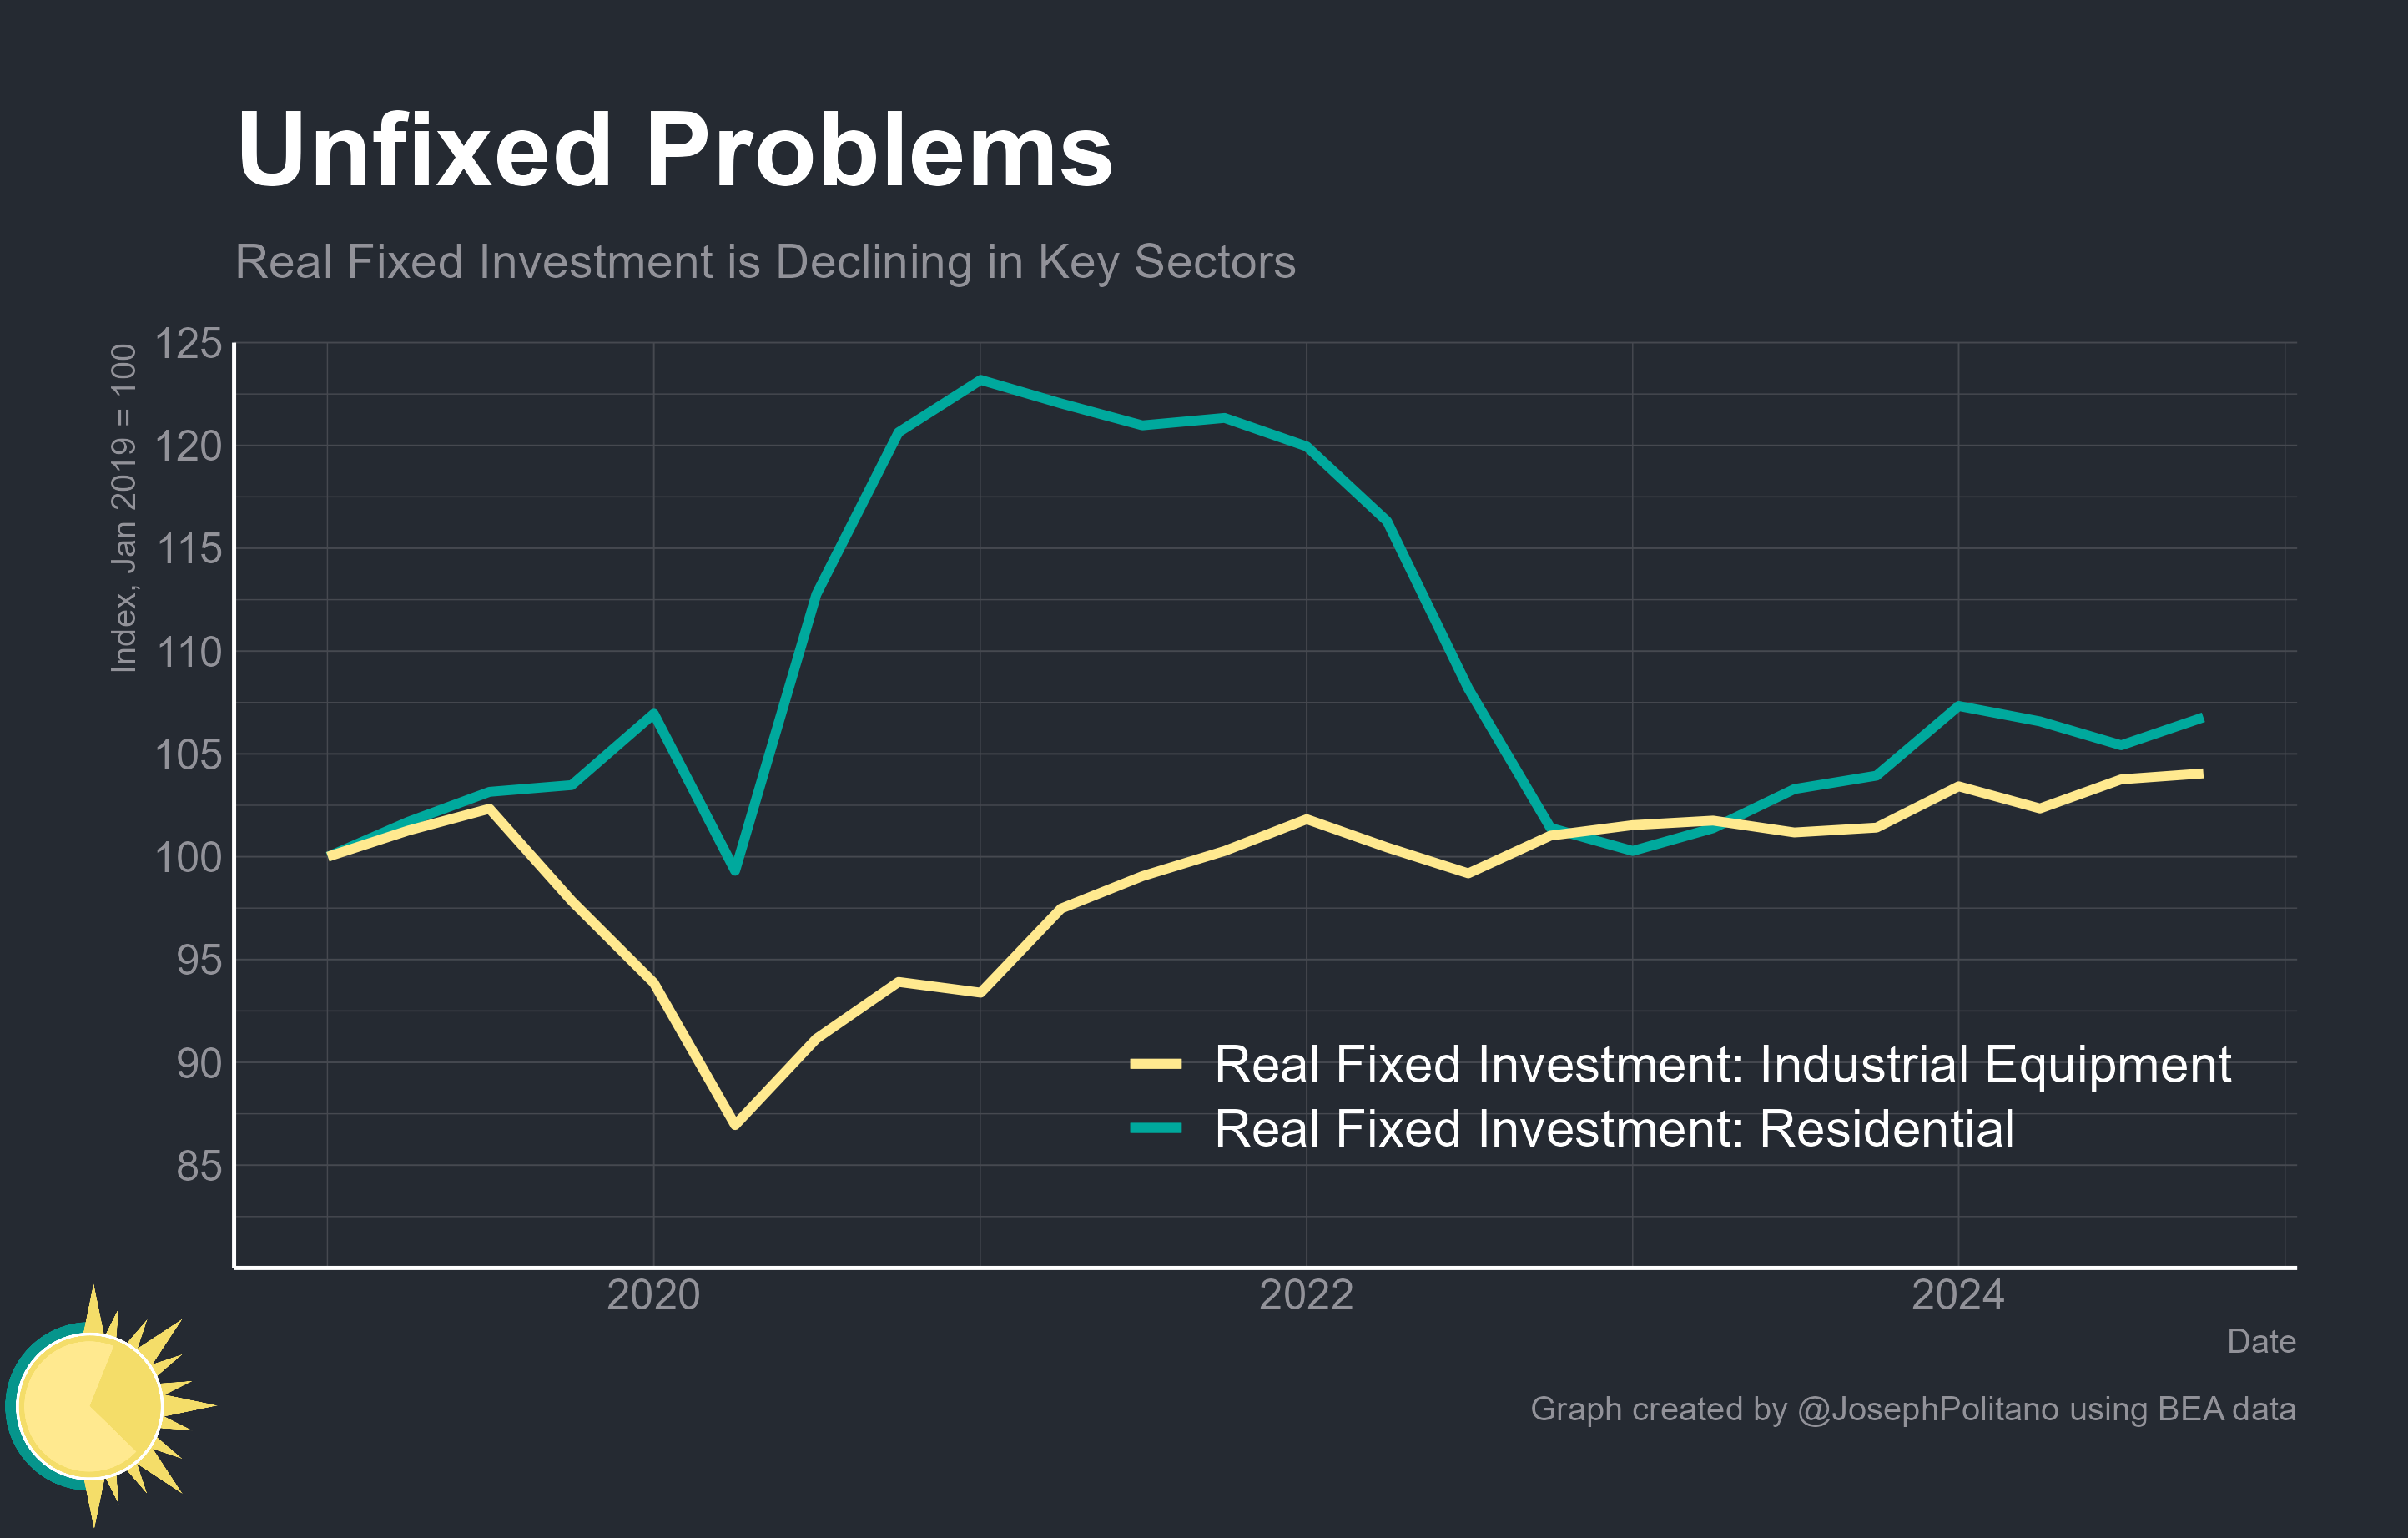 Unfixed Problems
Real Fixed Investment is Declining in Key Sectors
Index, Jan 2019 = 100
125
120
115
110
105
100
95
90
85
Real Fixed Investment: Industrial Equipment
Real Fixed Investment: Residential
2020
2022
2024
Date
Graph created by @JosephPolitano using BEA data